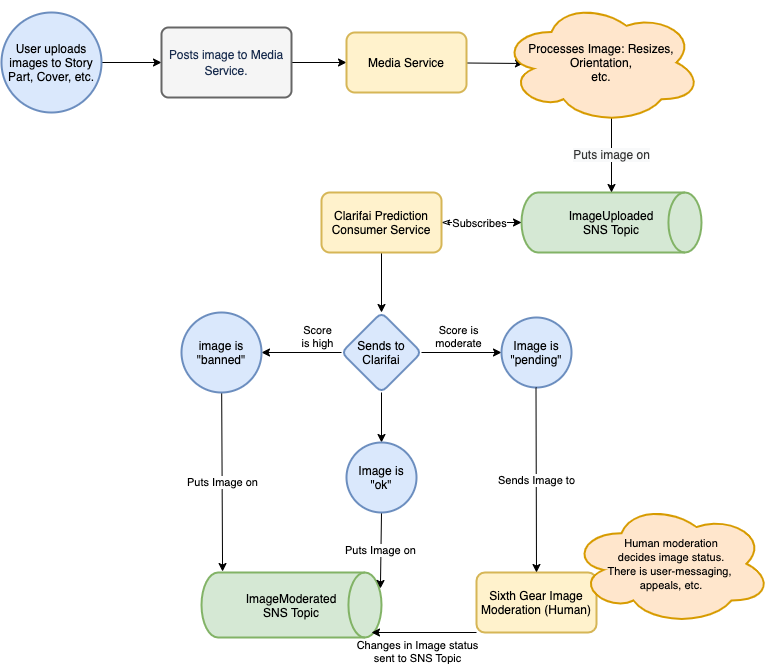 User uploads
images to Story
Part, Cover, etc.
Posts image to Media
Service.
Media Service
Processes Image: Resizes,
Orientation,
etc.
Puts image on
Clarifai Prediction
Consumer Service
Subscribes
ImageUploaded
SNS Topic
image is
"banned"
Score
is high
Sends to
Clarifai
Score is
moderate
Image is
"pending"
Image is
"ok"
Puts Image on
Sends Image to
Puts Image on
Human moderation
decides image status.
There is user-messaging,
appeals, etc.
ImageModerated
SNS Topic
Sixth Gear Image
Moderation (Human)
Changes in Image status
sent to SNS Topic